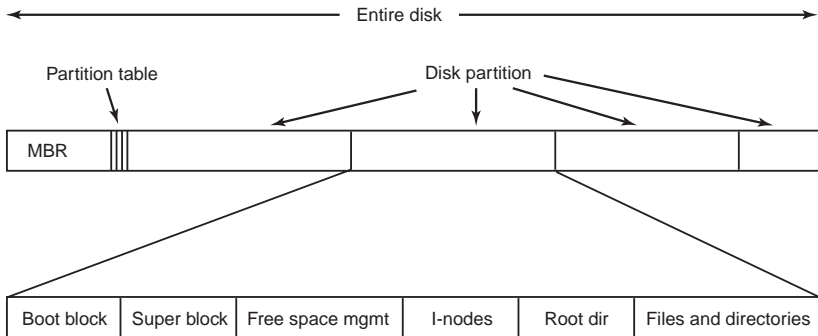 Entire disk
Partition table
Disk partition
MBR
Boot block
Super block
Free space mgmt
I-nodes
Root dir
Files and directories